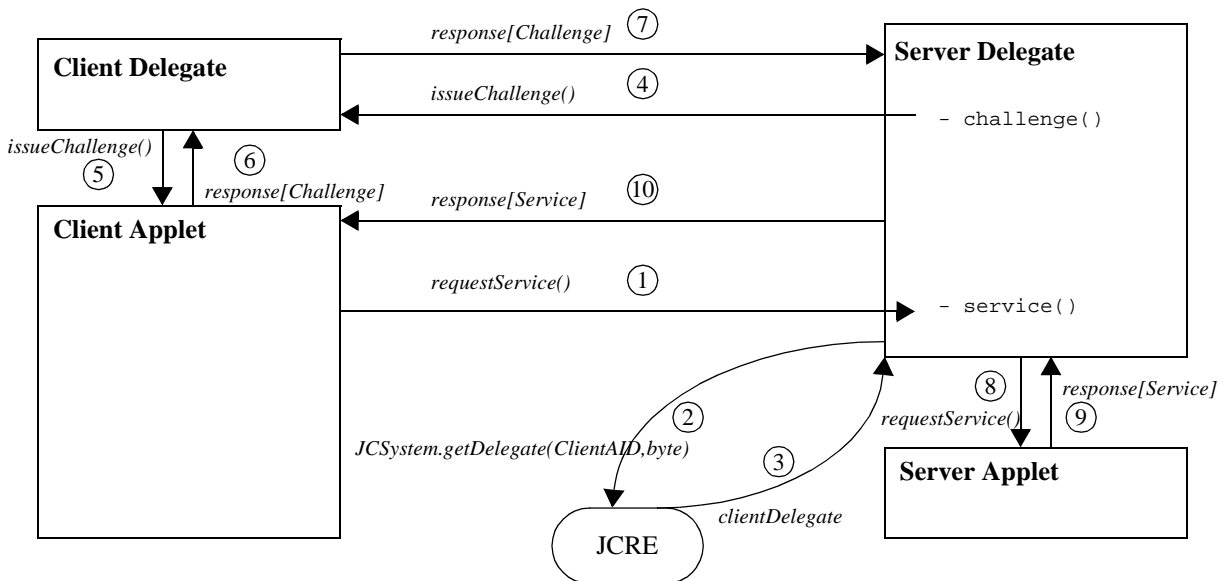 response[Challenge] 7
Client Delegate
Server Delegate
issueChallenge() 4
- challenge()
issueChallenge()
5
6
response[Challenge]
response[Service] 10
Client Applet
requestService() 1
- service()
8
response[Service]
requestService()
9
2
JCSystem.getDelegate(ClientAID,byte)
3
Server Applet
clientDelegate
JCRE